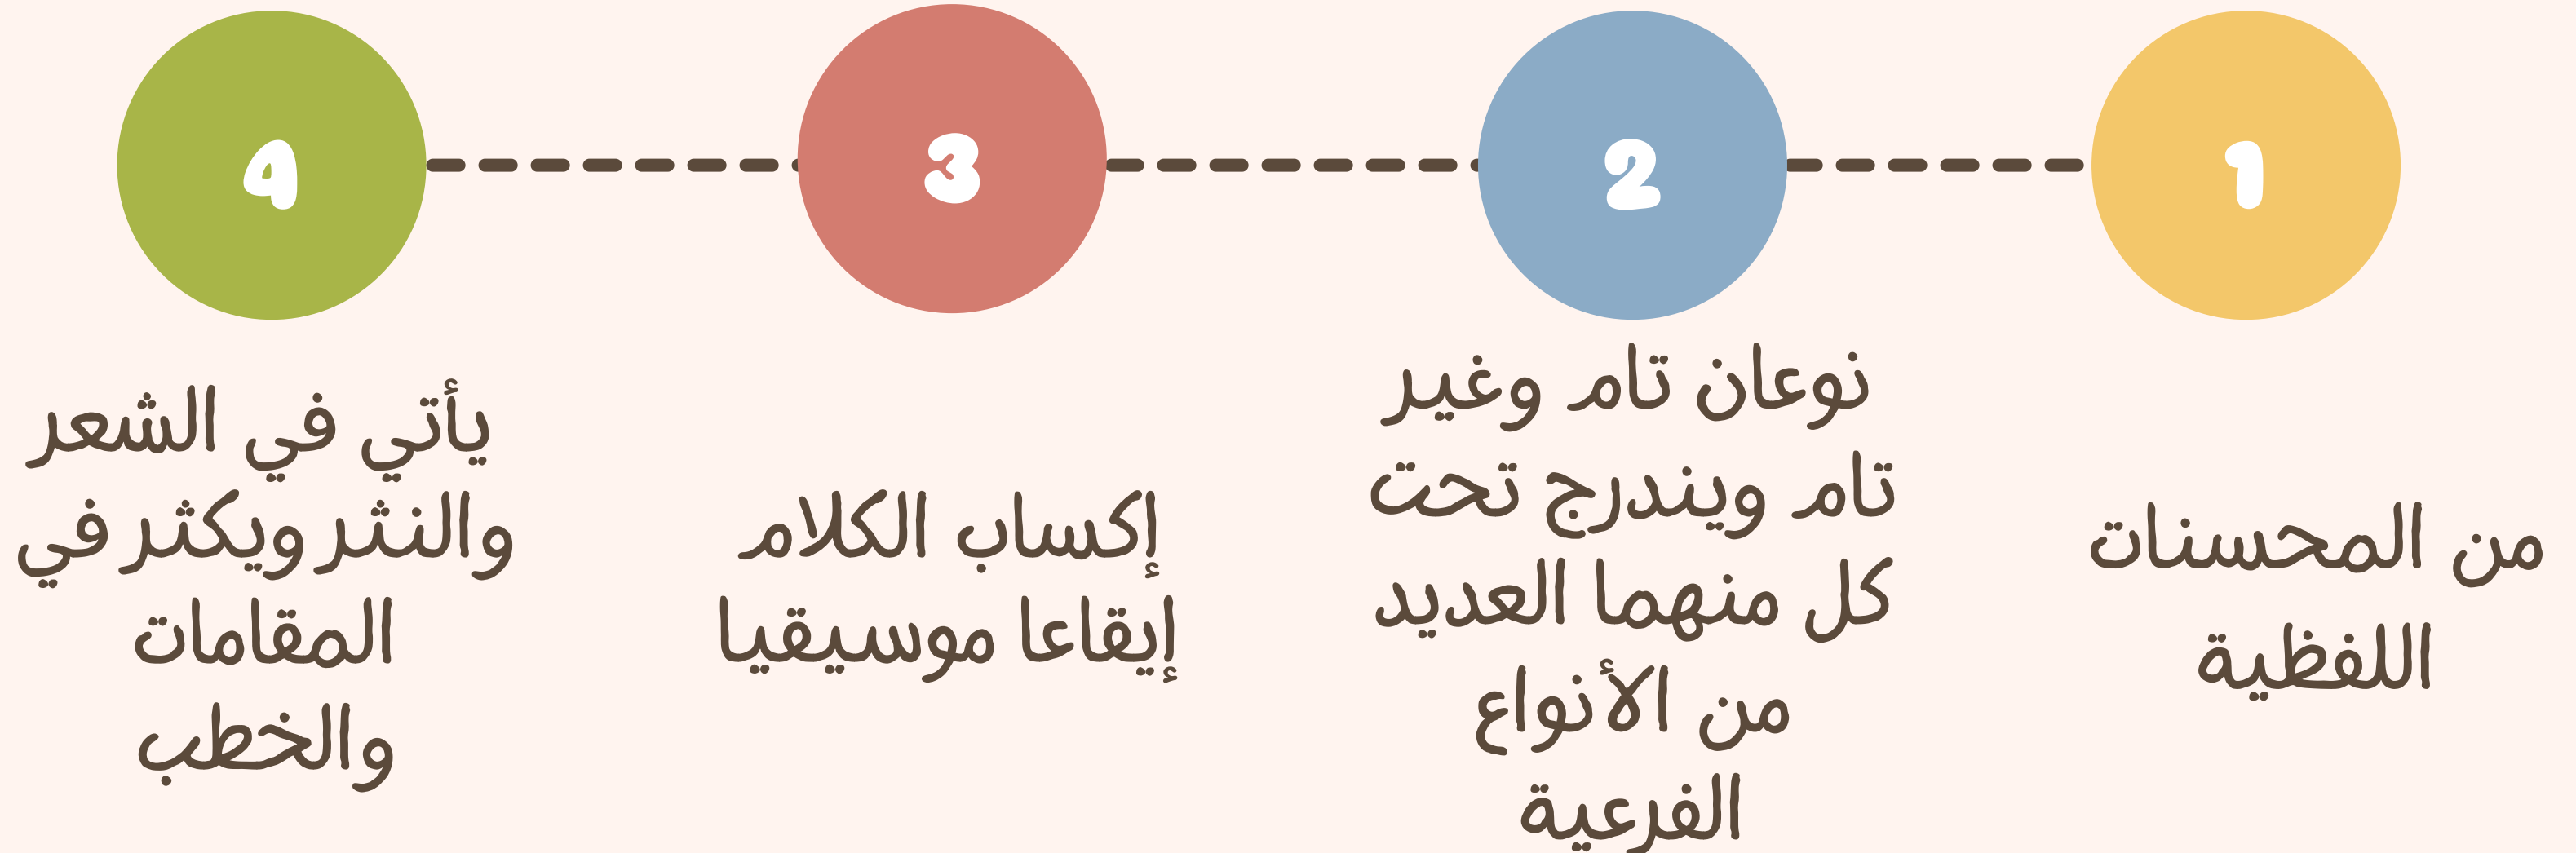 1
من المحسنات
اللفظية
2
نوعان تام وغير
تام ويندرج تحت
كل منهما العديد
من الأنواع
الفرعية
3
إكساب الكلام
إيقاعا موسيقيا
4
يأتي في الشعر
والنثر ويكثر في
المقامات
والخطب